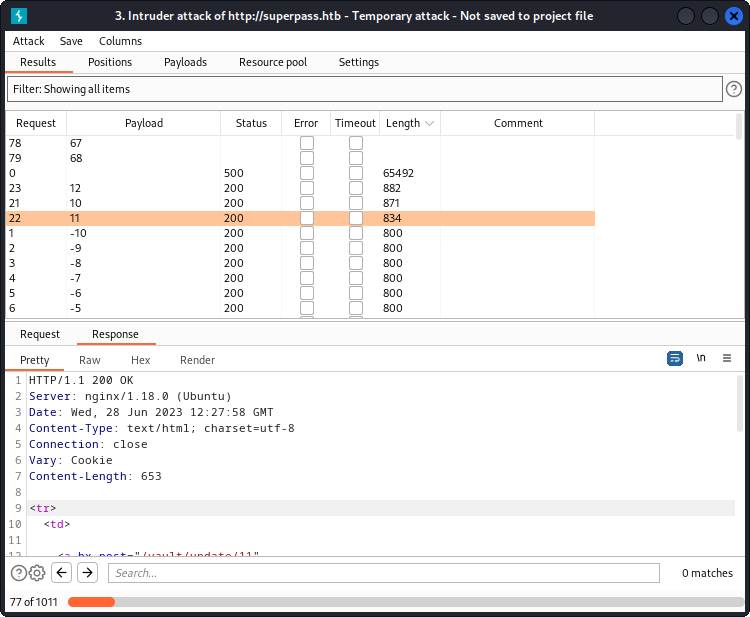 3. Intruder attack of http://superpass.htb - Temporary attack - Not saved to project file
Attack Save Columns
Results Positions Payloads Resource pool Settings
Filter: Showing all items
Request Payload Status Error Timeout Length Comment
78 67
79 68
0 500 65492
23 12 200 882
21 10 200 871
22 11 200 834
1 -10 200 800
2 -9 200 800
3 -8 200 800
4 -7 200 800
5 -6 200 800
6 -5 200 800
Request Response
Pretty Raw Hex Render \n
1 HTTP/1.1 200 OK
2 Server: nginx/1.18.0 (Ubuntu)
3 Date: Wed, 28 Jun 2023 12:27:58 GMT
4 Content-Type: text/html; charset=utf-8
5 Connection: close
6 Vary: Cookie
7 Content-Length: 653
8
9 <tr>
10 <td>
11
12 <a hx-post="/vault/update/11"
Search... 0 matches
77 of 1011